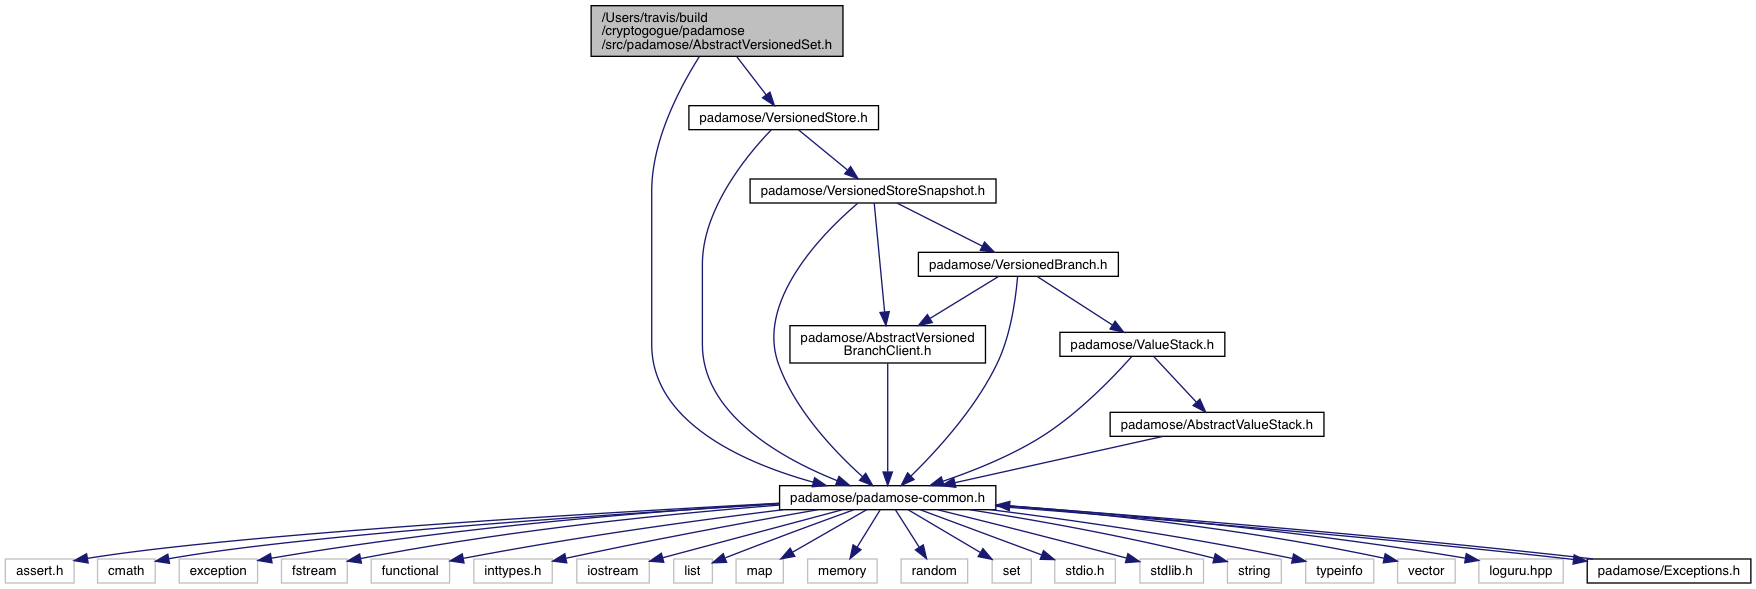 /Users/travis/build
/cryptogogue/padamose
/src/padamose/AbstractVersionedSet.h
padamose/VersionedStore.h
padamose/VersionedStoreSnapshot.h
padamose/VersionedBranch.h
padamose/AbstractVersioned
BranchClient.h
padamose/ValueStack.h
padamose/AbstractValueStack.h
padamose/padamose-common.h
assert.h
cmath
exception
fstream
functional
inttypes.h
iostream
list
map
memory
random
set
stdio.h
stdlib.h
string
typeinfo
vector
loguru.hpp
padamose/Exceptions.h